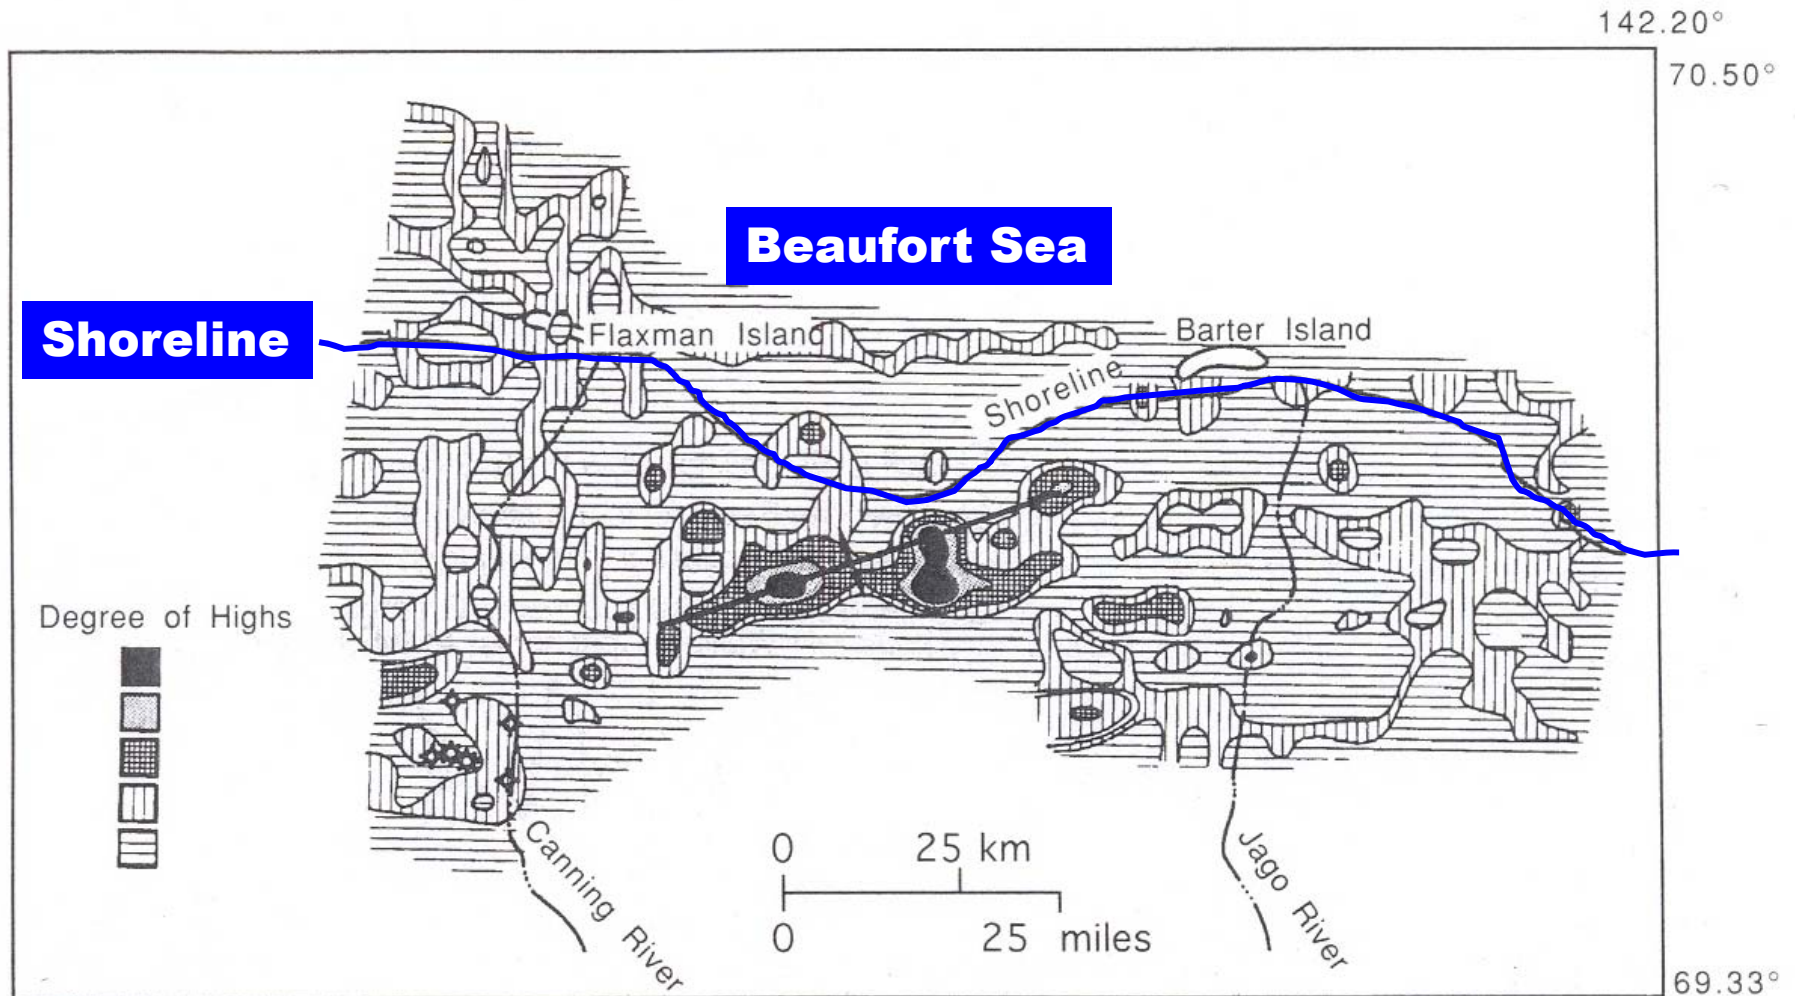 142.20°
70.50°
Beaufort Sea
Shoreline
Flaxman Island
Barter Island
Shoreline
Degree of Highs
0 25 km
0 25 miles
Canning River
Jago River
69.33°